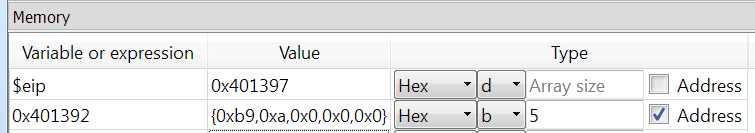 Memory
Variable or expression Value Type
$eip 0x401397 Hex d Array size Address
0x401392 {0xb9,0xa,0x0,0x0,0x0} Hex b 5 Address